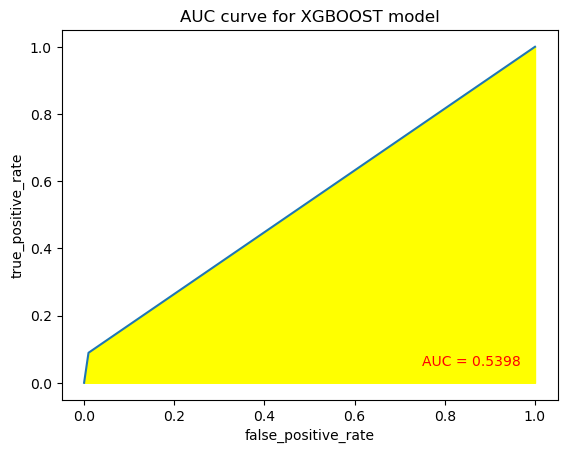 AUC curve for XGBOOST model
1.0
0.8
0.6
0.4
0.2
0.0
true_positive_rate
AUC = 0.5398
0.0 0.2 0.4 0.6 0.8 1.0
false_positive_rate